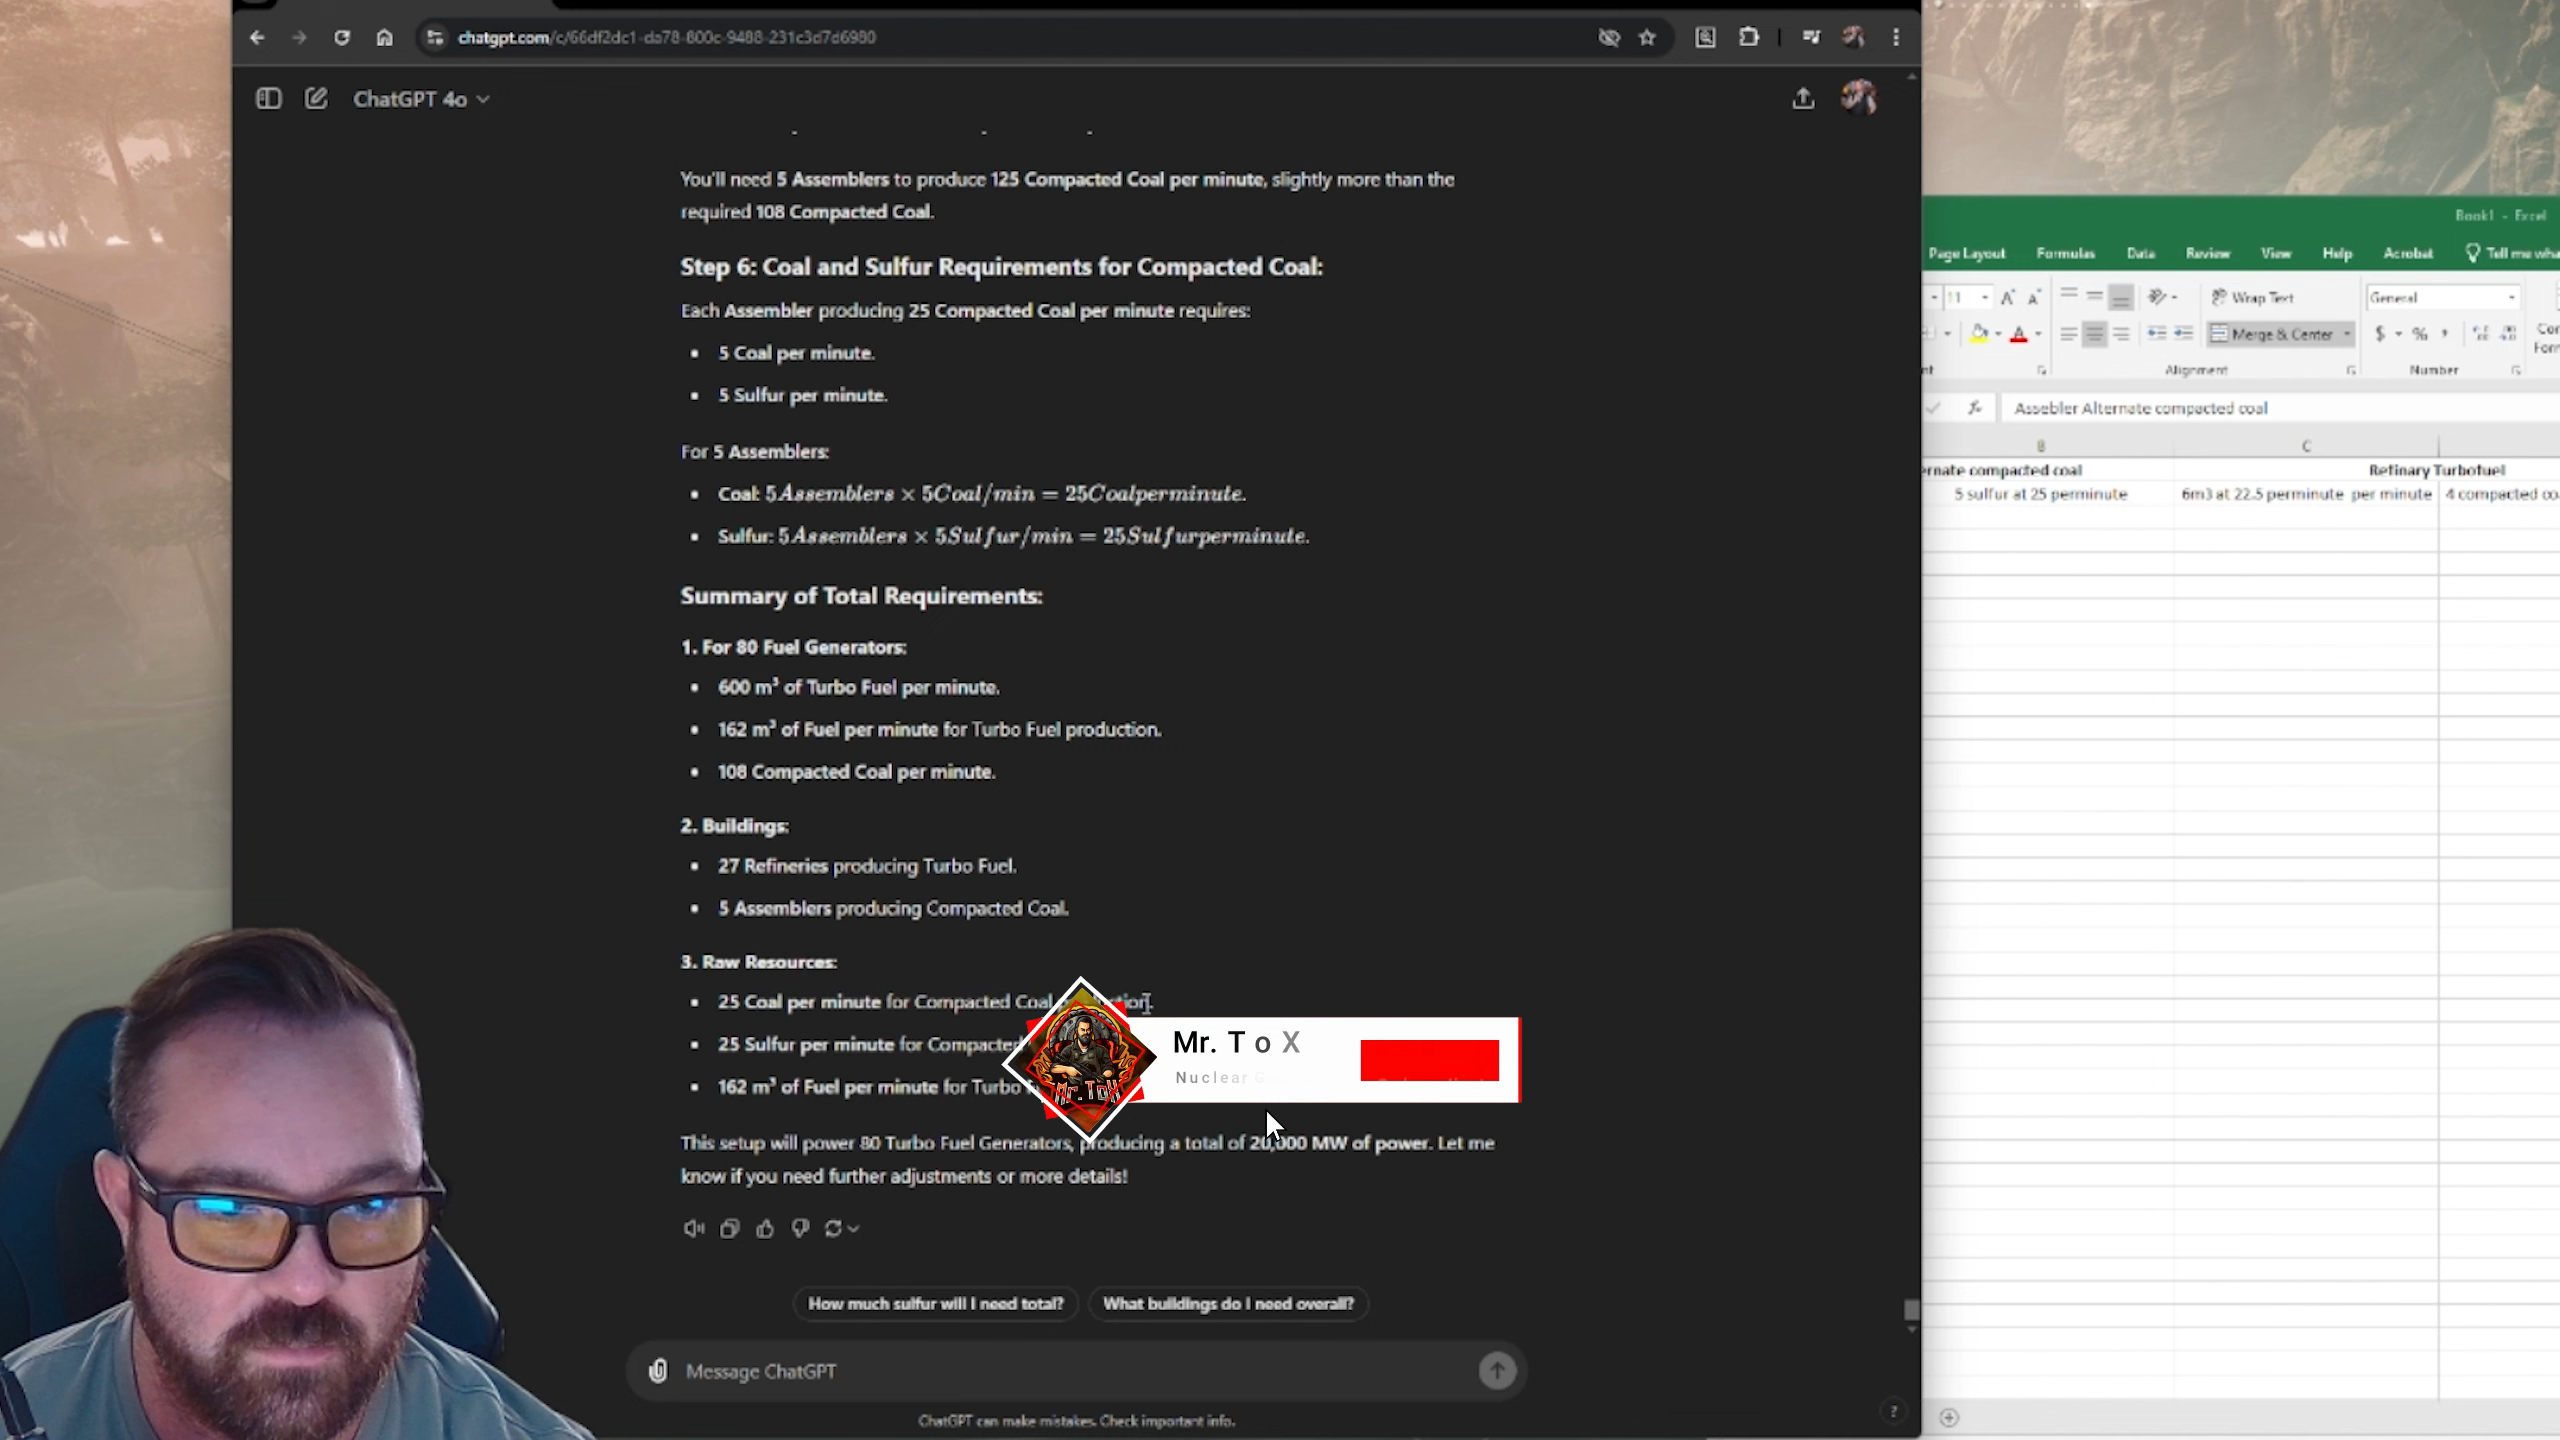 chatgpt.com/c/66df2dc1-da78-800c-9488-231c3d7d6980
ChatGPT 4o
You'll need 5 Assemblers to produce 125 Compacted Coal per minute, slightly more than the
required 108 Compacted Coal.
Step 6: Coal and Sulfur Requirements for Compacted Coal:
Each Assembler producing 25 Compacted Coal per minute requires:
• 5 Coal per minute.
• 5 Sulfur per minute.
For 5 Assemblers:
• Coal: 5Assemblers × 5Coal/min = 25Coalperminute.
• Sulfur: 5Assemblers × 5Sulfur/min = 25Sulfurperminute.
Summary of Total Requirements:
1. For 80 Fuel Generators:
• 600 m³ of Turbo Fuel per minute.
• 162 m³ of Fuel per minute for Turbo Fuel production.
• 108 Compacted Coal per minute.
2. Buildings:
• 27 Refineries producing Turbo Fuel.
• 5 Assemblers producing Compacted Coal.
3. Raw Resources:
• 25 Coal per minute for Compacted Coal
• 25 Sulfur per minute for Compacted
• 162 m³ of Fuel per minute for Turbo
This setup will power 80 Turbo Fuel Generators, producing a total of 20,000 MW of power. Let me
know if you need further adjustments or more details!
How much sulfur will I need total? What buildings do I need overall?
Message ChatGPT
ChatGPT can make mistakes. Check important info.
?
Mr. ToX
Mr. T o X
Nuclear G
Book1 - Excel
Page Layout Formulas Data Review View Help Acrobat Tell me wha
11 A A Wrap Text General
A Merge & Center $ % , Con
Form
Alignment Number
fx Assebler Alternate compacted coal
B C
ernate compacted coal Refinary Turbofuel
5 sulfur at 25 perminute 6m3 at 22.5 perminute per minute 4 compacted co